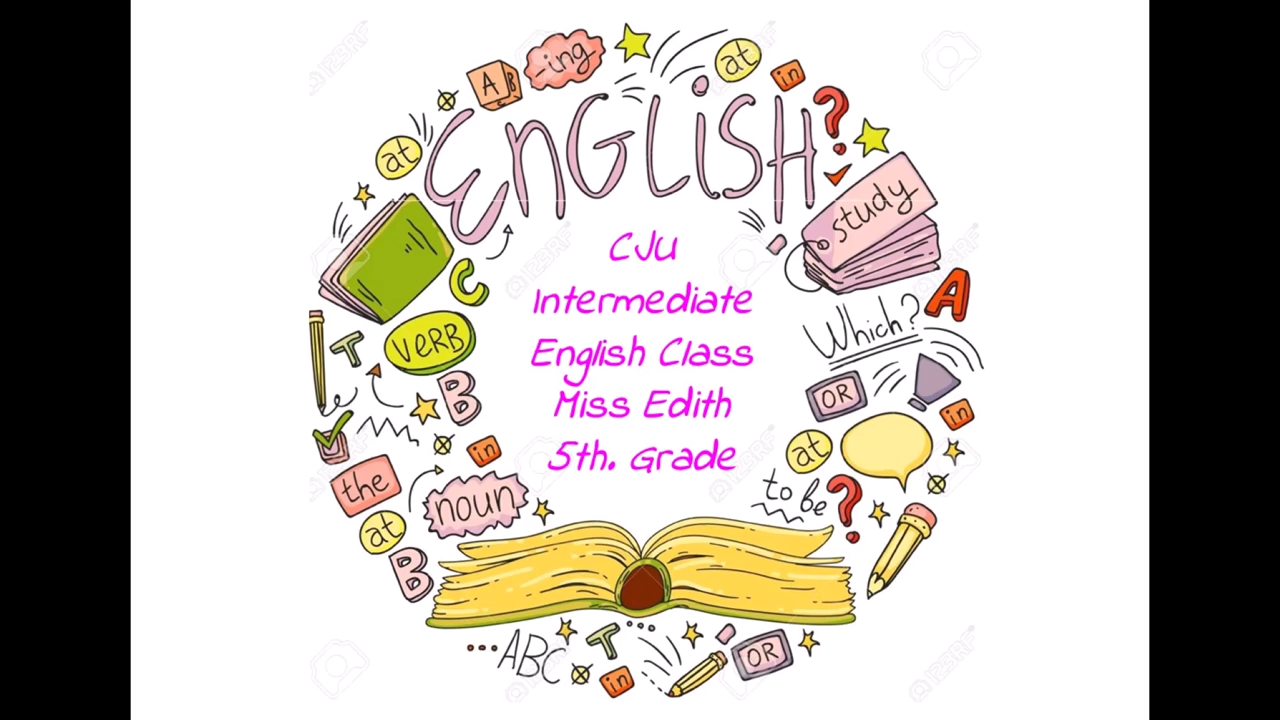 -ing
at
in
A B
ENGLiSH?
at
study
C
CJU
Intermediate
A
Which?
T
VERB
English Class
B
Miss Edith
OR
in
in
5th. Grade
at
the
noun
to be?
at
B
...ABC
T
in
OR
123RF